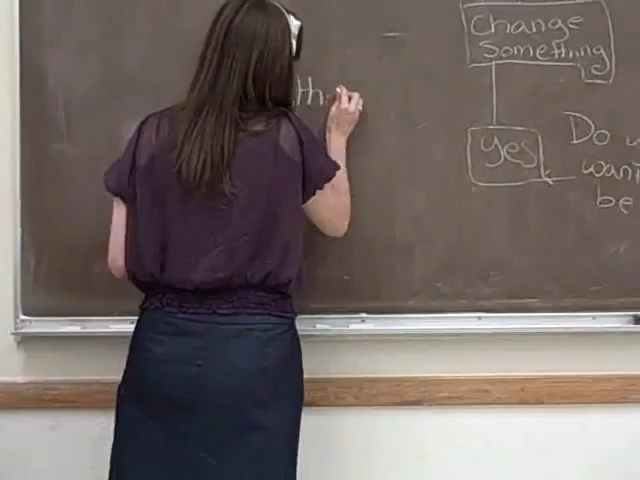 th
Change
Something
yes
Do
want
be